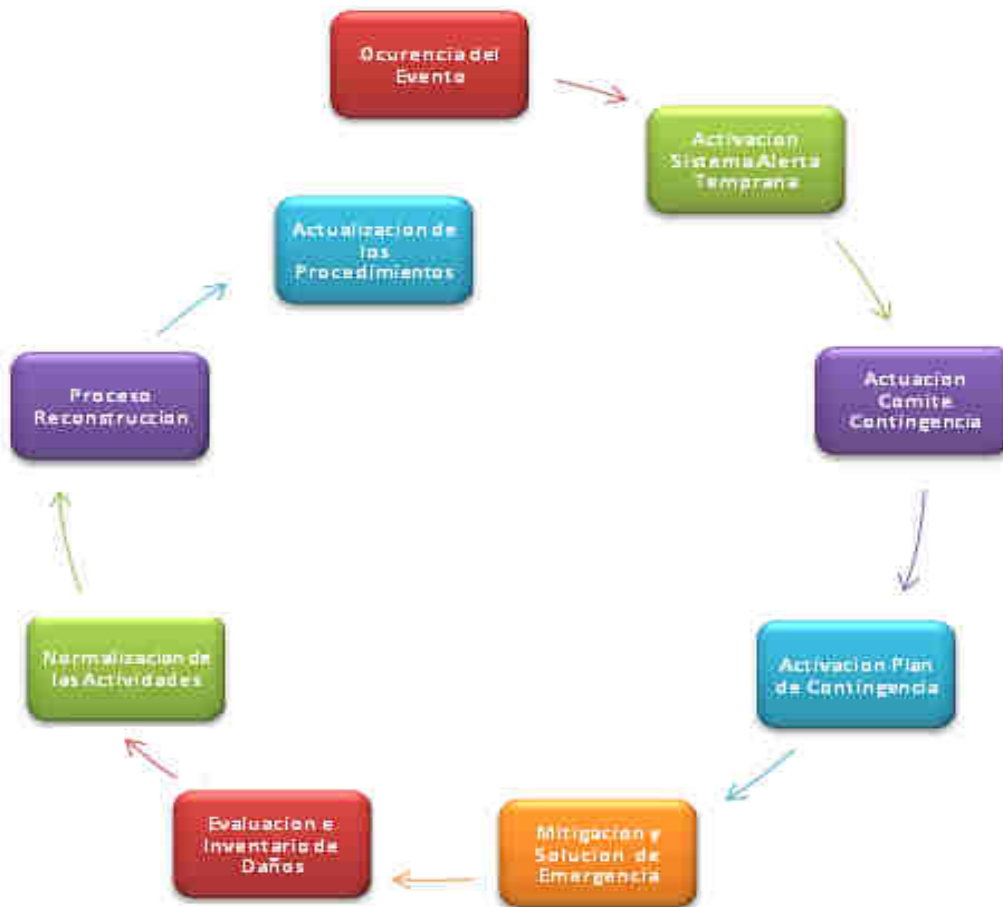 Ocurencia del
Evento
Activacion
Sistema Alerta
Temprana
Actuacion
Comite
Contingencia
Activacion Plan
de Contingencia
Mitigacion y
Solucion de
Emergencia
Evaluacion e
Inventario de
Daños
Normalizacion de
las Actividades
Proceso
Reconstruccion
Actualizacion de
los
Procedimientos